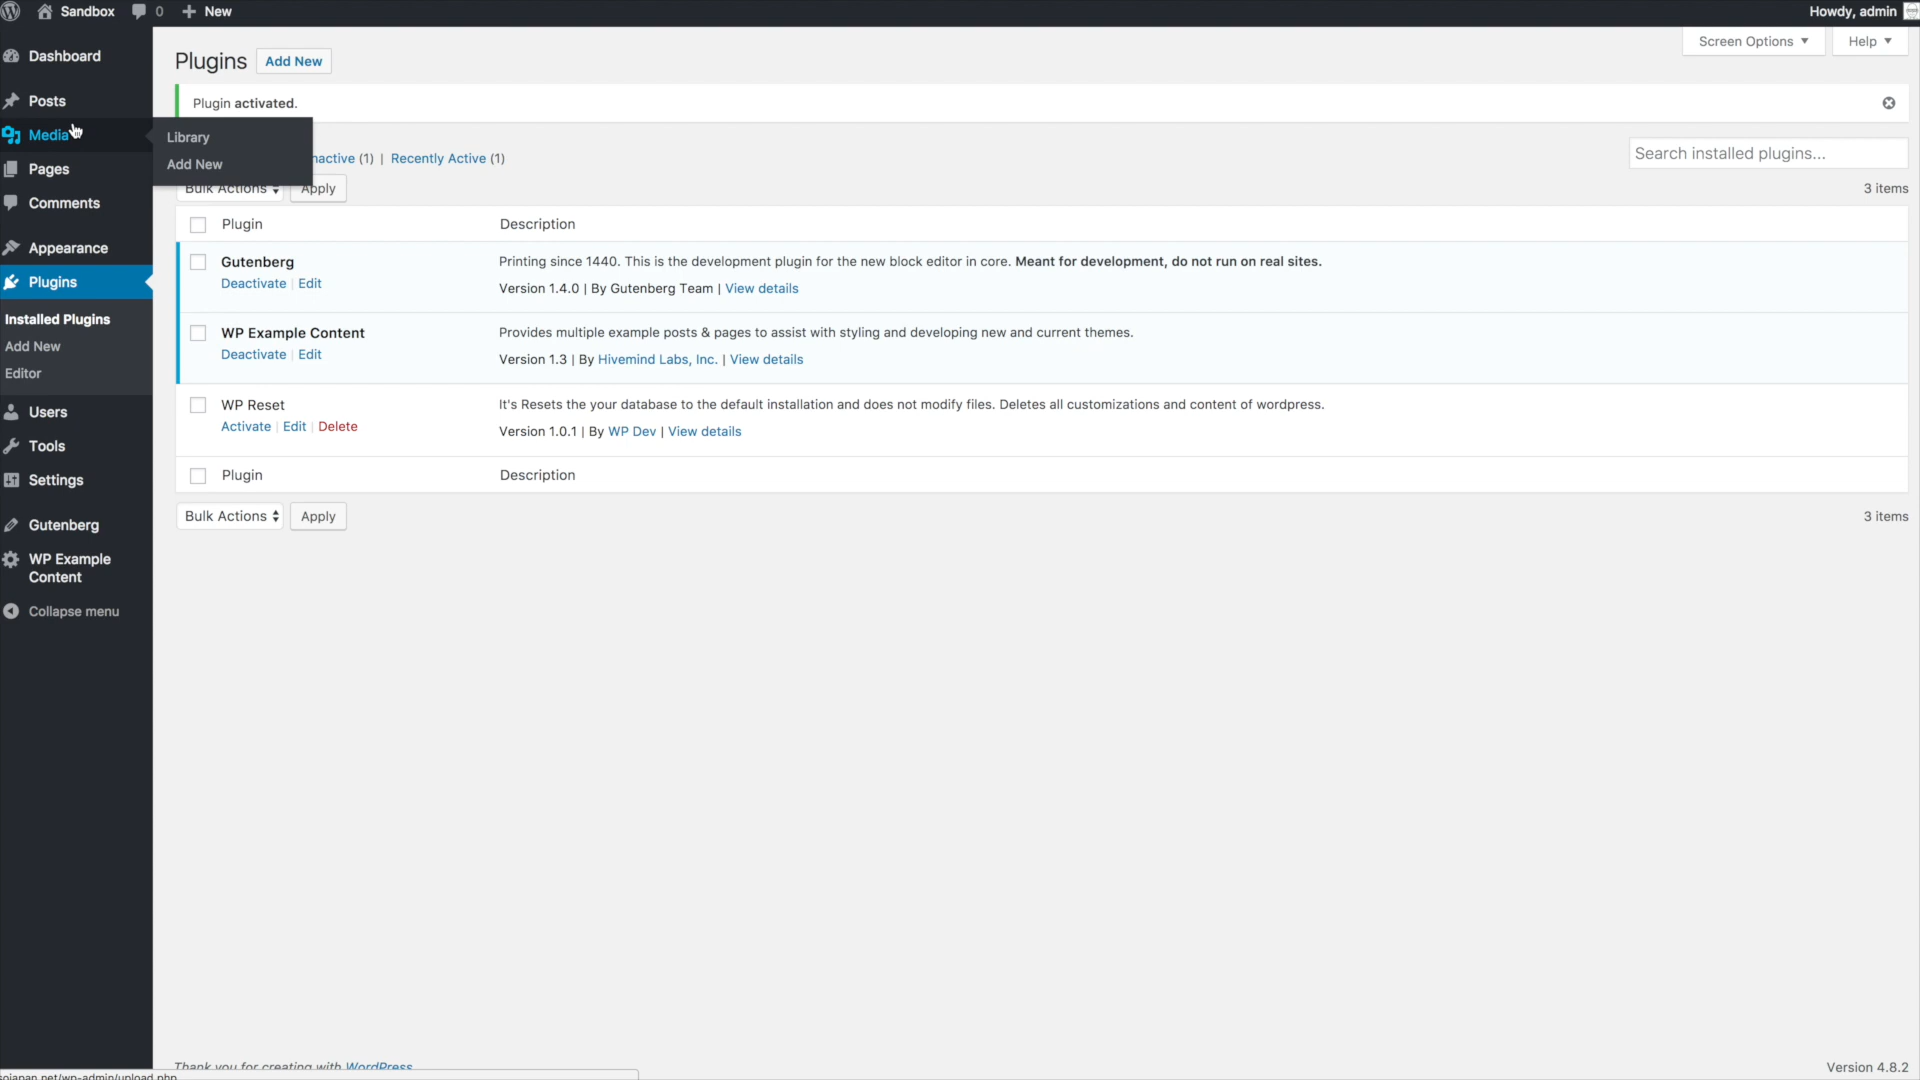 Sandbox 0 New Howdy, admin
Dashboard
Posts
Media
Pages
Comments
Appearance
Plugins
Installed Plugins
Add New
Editor
Users
Tools
Settings
Gutenberg
WP Example
Content
Collapse menu
Library
Add New
Screen Options Help
Plugins Add New
Plugin activated.
(1) | Recently Active (1)
Search installed plugins...
Bulk Actions Apply 3 items
Plugin Description
Gutenberg
Deactivate | Edit
Printing since 1440. This is the development plugin for the new block editor in core. Meant for development, do not run on real sites.
Version 1.4.0 | By Gutenberg Team | View details
WP Example Content
Deactivate | Edit
Provides multiple example posts & pages to assist with styling and developing new and current themes.
Version 1.3 | By Hivemind Labs, Inc. | View details
WP Reset
Activate | Edit | Delete
It's Resets the your database to the default installation and does not modify files. Deletes all customizations and content of wordpress.
Version 1.0.1 | By WP Dev | View details
Plugin Description
Bulk Actions Apply 3 items
Thank you for creating with WordPress
Version 4.8.2